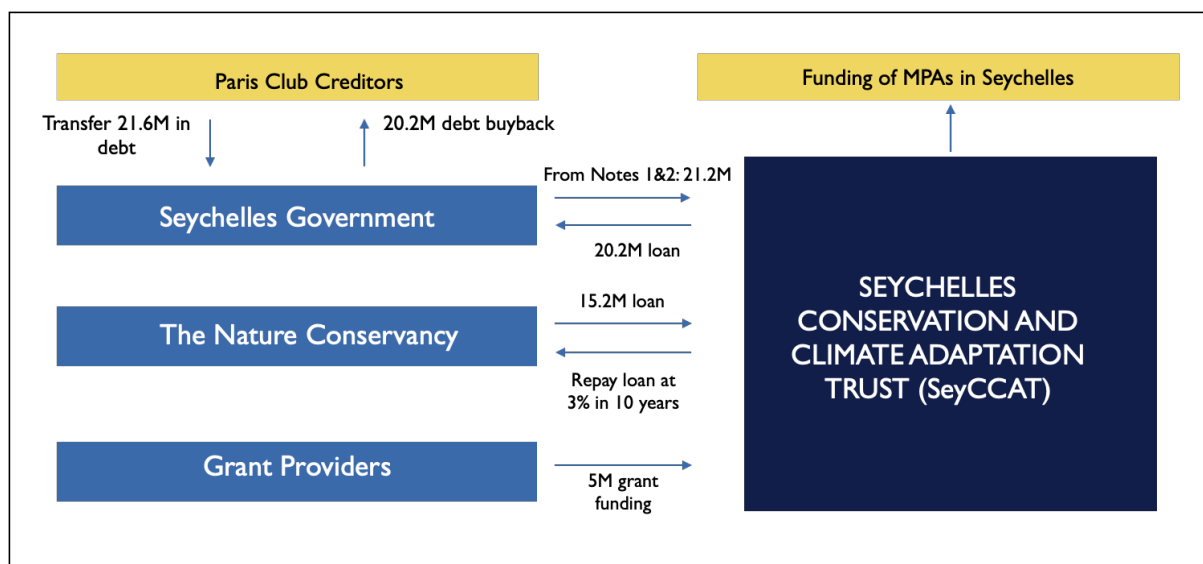 Paris Club Creditors
Funding of MPAs in Seychelles
Transfer 21.6M in
debt
20.2M debt buyback
From Notes 1&2: 21.2M
Seychelles Government
20.2M loan
15.2M loan
The Nature Conservancy
Repay loan at
3% in 10 years
Grant Providers
5M grant
funding
SEYCHELLES
CONSERVATION AND
CLIMATE ADAPTATION
TRUST (SeyCCAT)